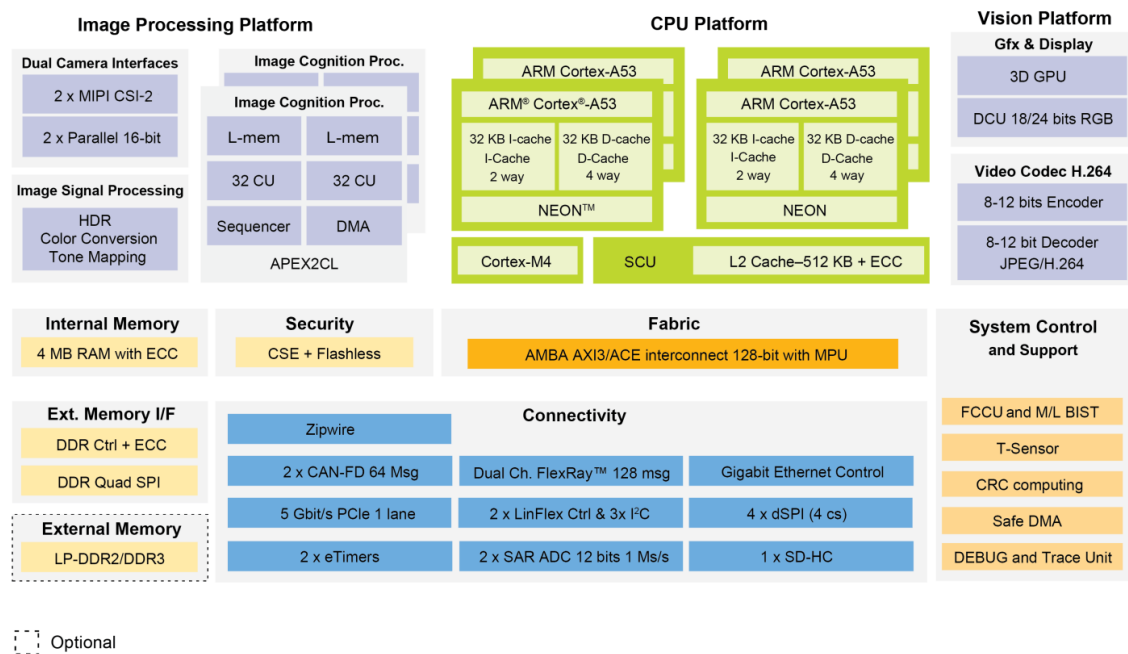 Image Processing Platform
Dual Camera Interfaces
2 x MIPI CSI-2
2 x Parallel 16-bit
Image Signal Processing
HDR
Color Conversion
Tone Mapping
Image Cognition Proc.
Image Cognition Proc.
L-mem
L-mem
32 CU
32 CU
Sequencer
DMA
APEX2CL
CPU Platform
ARM Cortex-A53
ARM® Cortex®-A53
32 KB I-cache
I-Cache
2 way
32 KB D-cache
D-Cache
4 way
NEON™
ARM Cortex-A53
ARM Cortex-A53
32 KB I-cache
I-Cache
2 way
32 KB D-cache
D-Cache
4 way
NEON
Cortex-M4
SCU
L2 Cache–512 KB + ECC
Vision Platform
Gfx & Display
3D GPU
DCU 18/24 bits RGB
Video Codec H.264
8-12 bits Encoder
8-12 bit Decoder
JPEG/H.264
Internal Memory
4 MB RAM with ECC
Security
CSE + Flashless
Fabric
AMBA AXI3/ACE interconnect 128-bit with MPU
System Control
and Support
FCCU and M/L BIST
T-Sensor
CRC computing
Safe DMA
DEBUG and Trace Unit
Ext. Memory I/F
DDR Ctrl + ECC
DDR Quad SPI
External Memory
LP-DDR2/DDR3
Connectivity
Zipwire
2 x CAN-FD 64 Msg
Dual Ch. FlexRay™ 128 msg
Gigabit Ethernet Control
5 Gbit/s PCIe 1 lane
2 x LinFlex Ctrl & 3x I²C
4 x dSPI (4 cs)
2 x eTimers
2 x SAR ADC 12 bits 1 Ms/s
1 x SD-HC
Optional